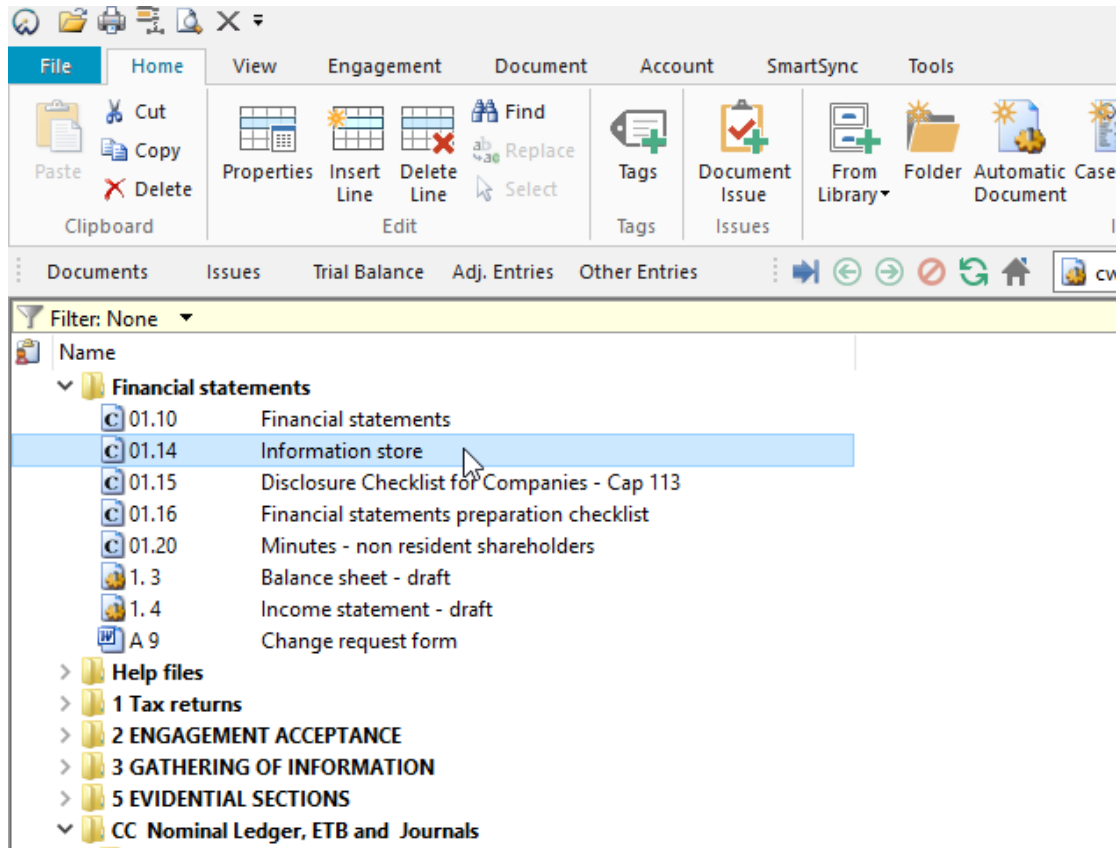 File Home View Engagement Document Account SmartSync Tools
Paste Cut Copy Delete Clipboard
Properties Insert Line Delete Line Find Replace Select Edit
Tags Tags
Document Issue Issues
From Library Folder Automatic Document Case
Documents Issues Trial Balance Adj. Entries Other Entries cw
Filter: None
Name
Financial statements
01.10 Financial statements
01.14 Information store
01.15 Disclosure Checklist for Companies - Cap 113
01.16 Financial statements preparation checklist
01.20 Minutes - non resident shareholders
1. 3 Balance sheet - draft
1. 4 Income statement - draft
A 9 Change request form
Help files
1 Tax returns
2 ENGAGEMENT ACCEPTANCE
3 GATHERING OF INFORMATION
5 EVIDENTIAL SECTIONS
CC Nominal Ledger, ETB and Journals